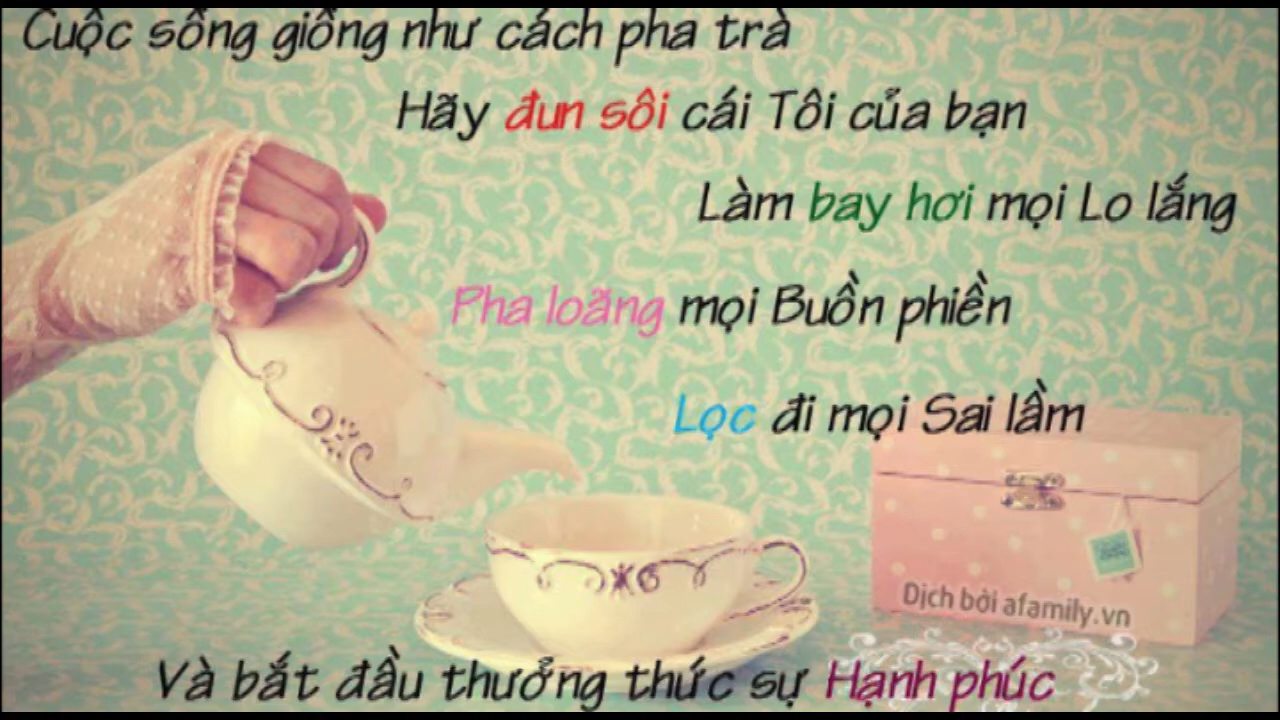 Cuộc sống giống như cách pha trà
Hãy đun sôi cái Tôi của bạn
Làm bay hơi mọi Lo lắng
Pha loãng mọi Buồn phiền
Lọc đi mọi Sai lầm
Dịch bởi afamily.vn
Và bắt đầu thưởng thức sự Hạnh phúc